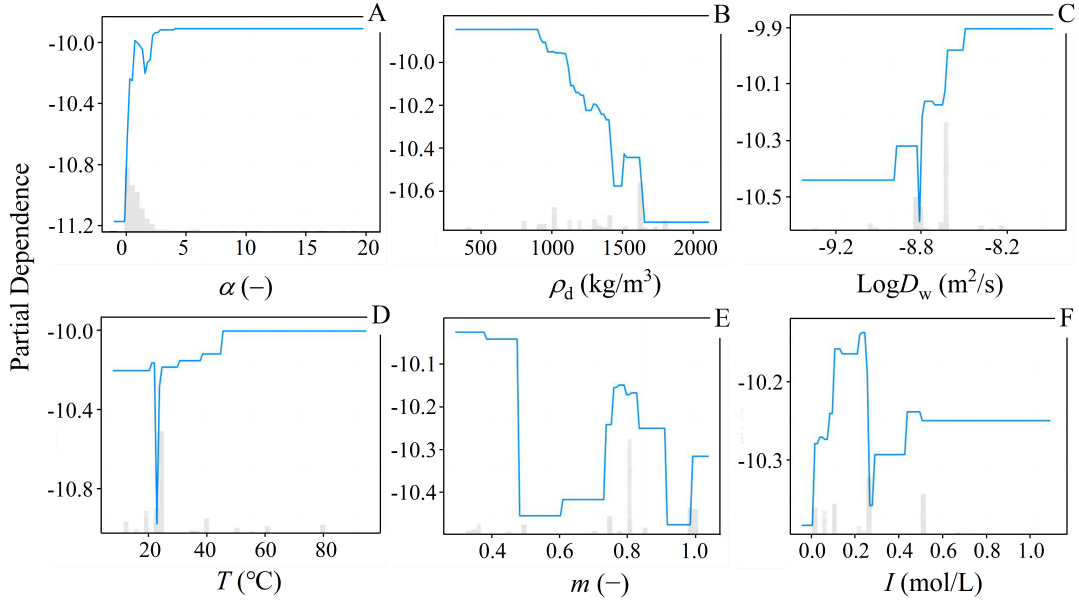 Partial Dependence
A
-10.0
-10.4
-10.8
-11.2
0 5 10 15 20
α (–)
B
-10.0
-10.2
-10.4
-10.6
500 1000 1500 2000
ρd (kg/m³)
C
-9.9
-10.1
-10.3
-10.5
-9.2 -8.8 -8.2
LogDw (m²/s)
D
-10.0
-10.4
-10.8
20 40 60 80
T (°C)
E
-10.1
-10.2
-10.3
-10.4
0.4 0.6 0.8 1.0
m (–)
F
-10.2
-10.3
0.0 0.2 0.4 0.6 0.8 1.0
I (mol/L)